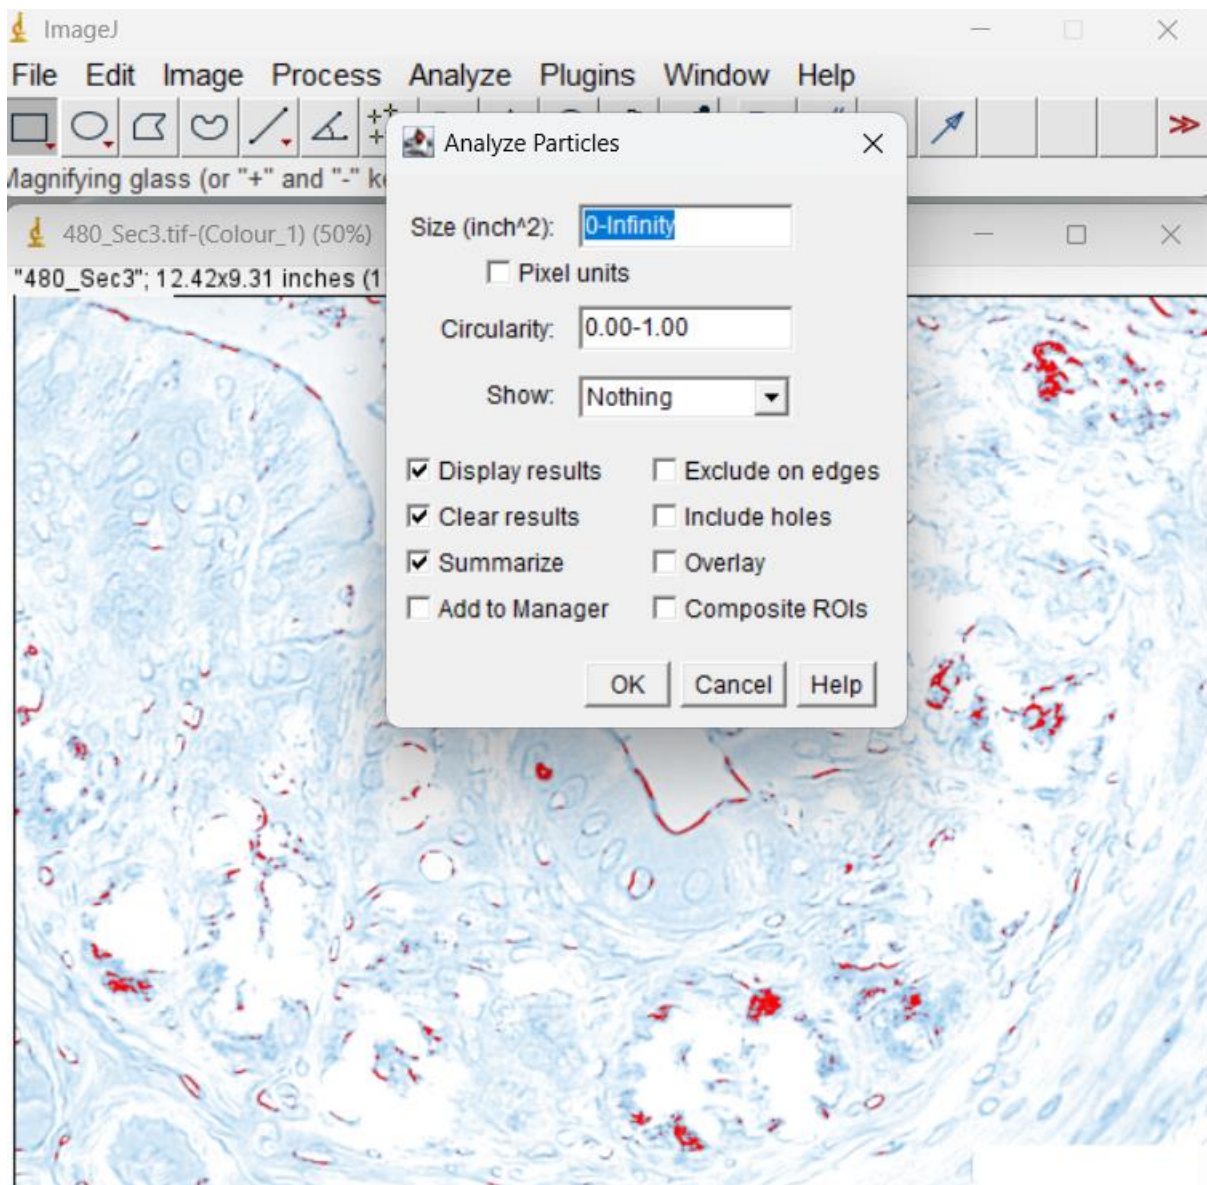 ImageJ
File Edit Image Process Analyze Plugins Window Help
Magnifying glass (or "+" and "-" ke
480_Sec3.tif-(Colour_1) (50%)
"480_Sec3"; 12.42x9.31 inches (1
Analyze Particles
Size (inch^2): 0-Infinity
Pixel units
Circularity: 0.00-1.00
Show: Nothing
Display results Exclude on edges
Clear results Include holes
Summarize Overlay
Add to Manager Composite ROIs
OK Cancel Help